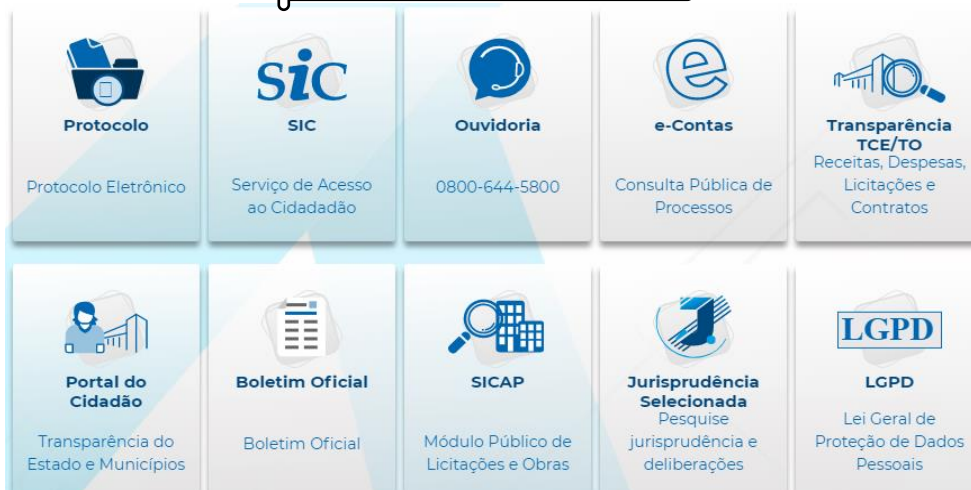 sic
Protocolo
Protocolo Eletrônico
SIC
Serviço de Acesso
ao Cidadadão
Ouvidoria
0800-644-5800
e
e-Contas
Consulta Pública de
Processos
Transparência
TCE/TO
Receitas, Despesas,
Licitações e
Contratos
Portal do
Cidadão
Transparência do
Estado e Municípios
Boletim Oficial
Boletim Oficial
SICAP
Módulo Público de
Licitações e Obras
J
Jurisprudência
Selecionada
Pesquise
jurisprudência e
deliberações
LGPD
LGPD
Lei Geral de
Proteção de Dados
Pessoais